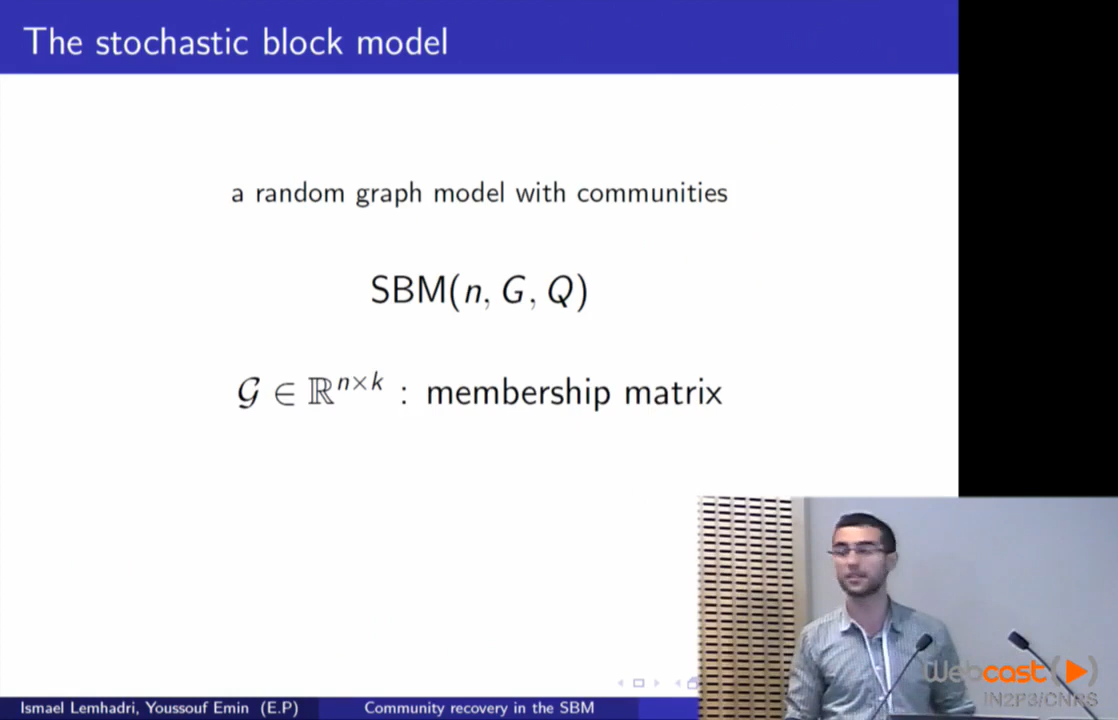 The stochastic block model
a random graph model with communities
SBM(n, G, Q)
𝒢 ∈ ℝ^{n×k} : membership matrix
Webcast
IN2P3/CNRS
Ismael Lemhadri, Youssouf Emin (E.P)
Community recovery in the SBM